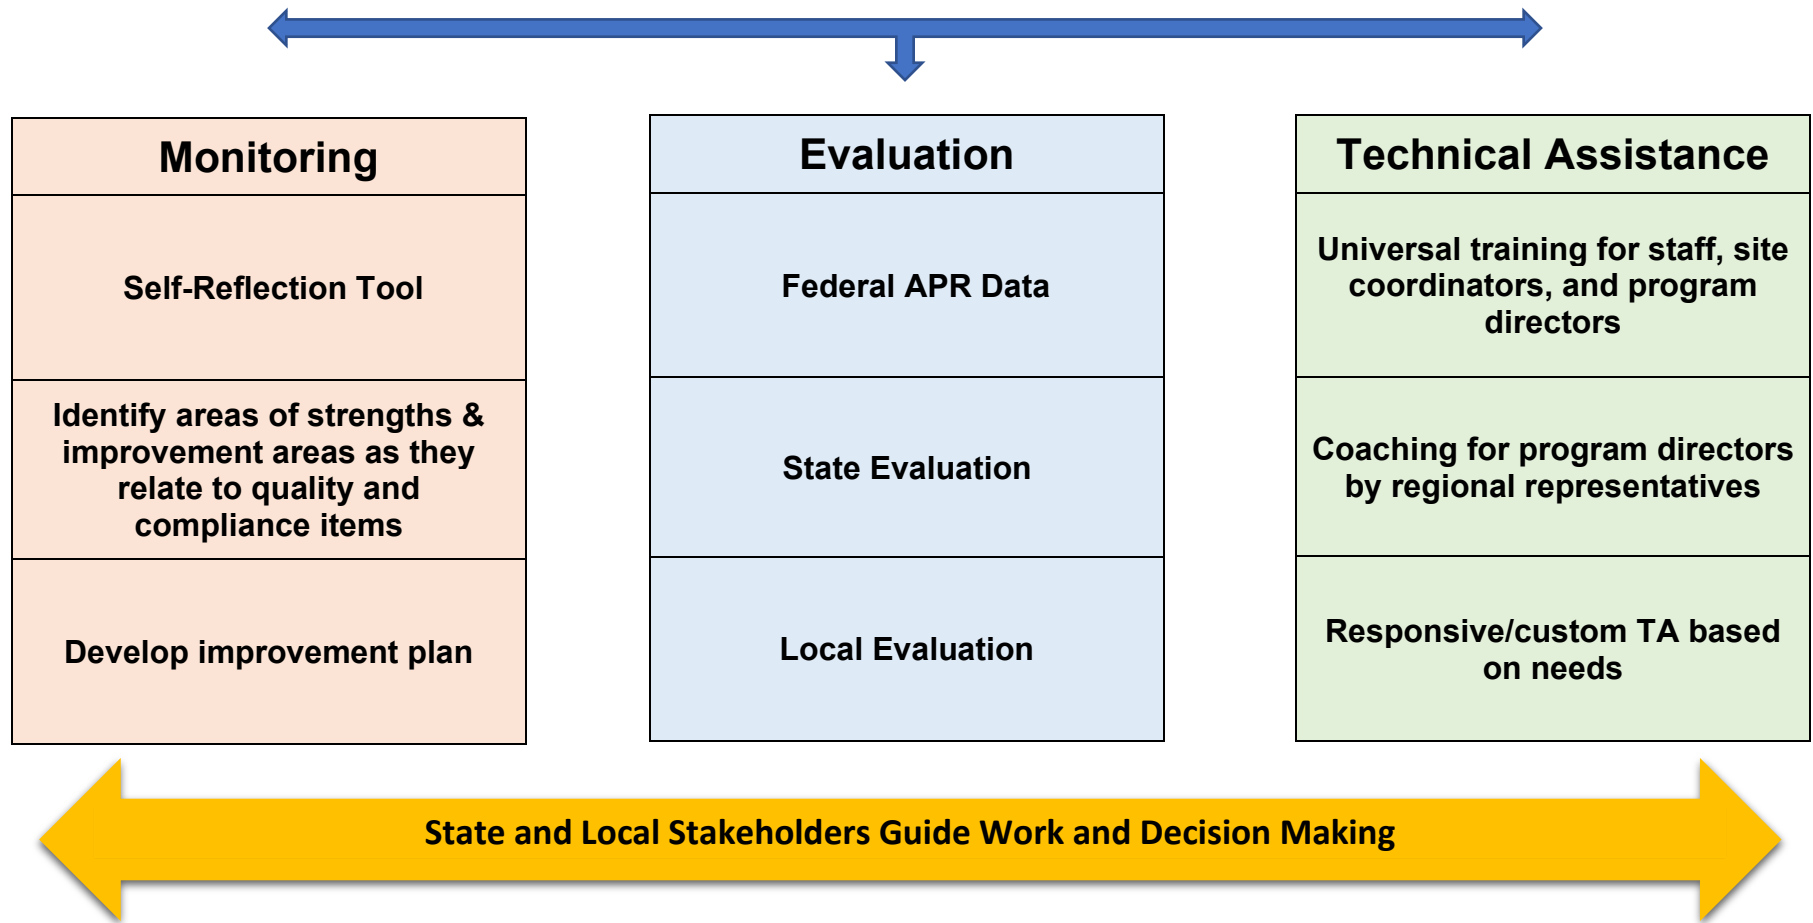 Monitoring
Self-Reflection Tool
Identify areas of strengths &
improvement areas as they
relate to quality and
compliance items
Develop improvement plan
Evaluation
Federal APR Data
State Evaluation
Local Evaluation
Technical Assistance
Universal training for staff, site
coordinators, and program
directors
Coaching for program directors
by regional representatives
Responsive/custom TA based
on needs
State and Local Stakeholders Guide Work and Decision Making